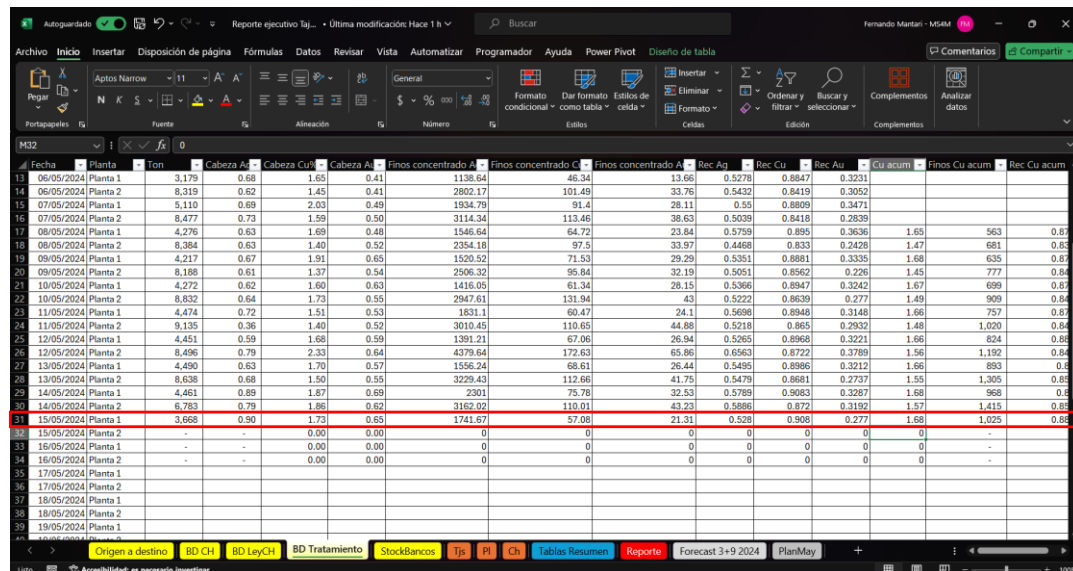 Autoguardado Reporte ejecutivo Taj... • Última modificación: Hace 1 h Buscar Fernando Mantari - MS4M FM
Archivo Inicio Insertar Disposición de página Fórmulas Datos Revisar Vista Automatizar Programador Ayuda Power Pivot Diseño de tabla Comentarios Compartir
Pegar Aptos Narrow 11 A A General Formato condicional Dar formato como tabla Estilos de celda Insertar Eliminar Formato Ordenar y filtrar Buscar y seleccionar Complementos Analizar datos
N K S $ % 000
Portapapeles Fuente Alineación Número Estilos Celdas Edición Complementos
M32 fx 0
Fecha Planta Ton Cabeza Ag Cabeza Cu% Cabeza Au Finos concentrado A Finos concentrado C Finos concentrado A Rec Ag Rec Cu Rec Au Cu acum Finos Cu acum Rec Cu acum
13 06/05/2024 Planta 1 3,179 0.68 1.65 0.41 1138.64 46.34 13.66 0.5278 0.8847 0.3231
14 06/05/2024 Planta 2 8,319 0.62 1.45 0.41 2802.17 101.49 33.76 0.5432 0.8419 0.3052
15 07/05/2024 Planta 1 5,110 0.69 2.03 0.49 1934.79 91.4 28.11 0.55 0.8809 0.3471
16 07/05/2024 Planta 2 8,477 0.73 1.59 0.50 3114.34 113.46 38.63 0.5039 0.8418 0.2839
17 08/05/2024 Planta 1 4,276 0.63 1.69 0.48 1546.64 64.72 23.84 0.5759 0.895 0.3636 1.65 563 0.87
18 08/05/2024 Planta 2 8,384 0.63 1.40 0.52 2354.18 97.5 33.97 0.4468 0.833 0.2428 1.47 681 0.83
19 09/05/2024 Planta 1 4,217 0.67 1.91 0.65 1520.52 71.53 29.29 0.5351 0.8881 0.3335 1.68 635 0.87
20 09/05/2024 Planta 2 8,188 0.61 1.37 0.54 2506.32 95.84 32.19 0.5051 0.8562 0.226 1.45 777 0.84
21 10/05/2024 Planta 1 4,272 0.62 1.60 0.63 1416.05 61.34 28.15 0.5366 0.8947 0.3242 1.67 699 0.87
22 10/05/2024 Planta 2 8,832 0.64 1.73 0.55 2947.61 131.94 43 0.5222 0.8639 0.277 1.49 909 0.84
23 11/05/2024 Planta 1 4,474 0.72 1.51 0.53 1831.1 60.47 24.1 0.5698 0.8948 0.3148 1.66 757 0.87
24 11/05/2024 Planta 2 9,135 0.36 1.40 0.52 3010.45 110.65 44.88 0.5218 0.865 0.2932 1.48 1,020 0.84
25 12/05/2024 Planta 1 4,451 0.59 1.68 0.59 1391.21 67.06 26.94 0.5265 0.8968 0.3221 1.66 824 0.88
26 12/05/2024 Planta 2 8,496 0.79 2.33 0.64 4379.64 172.63 65.86 0.6563 0.8722 0.3789 1.56 1,192 0.84
27 13/05/2024 Planta 1 4,490 0.63 1.70 0.57 1556.24 68.61 26.44 0.5495 0.8986 0.3212 1.66 893 0.8
28 13/05/2024 Planta 2 8,638 0.68 1.50 0.55 3229.43 112.66 41.75 0.5479 0.8681 0.2737 1.55 1,305 0.85
29 14/05/2024 Planta 1 4,461 0.89 1.87 0.69 2301 75.78 32.53 0.5789 0.9083 0.3287 1.68 968 0.8
30 14/05/2024 Planta 2 6,783 0.79 1.86 0.62 3162.02 110.01 43.23 0.5886 0.872 0.3192 1.57 1,415 0.85
31 15/05/2024 Planta 1 3,668 0.90 1.73 0.65 1741.67 57.08 21.31 0.528 0.908 0.277 1.68 1,025 0.88
32 15/05/2024 Planta 2 - - 0.00 0.00 0 0 0 0 0 0 0 -
33 16/05/2024 Planta 1 - - 0.00 0.00 0 0 0 0 0 0 0 -
34 16/05/2024 Planta 2 - - 0.00 0.00 0 0 0 0 0 0 0 -
35 17/05/2024 Planta 1
36 17/05/2024 Planta 2
37 18/05/2024 Planta 1
38 18/05/2024 Planta 2
39 19/05/2024 Planta 1
Origen a destino BD CH BD LeyCH BD Tratamiento StockBancos Tjs Pl Ch Tablas Resumen Reporte Forecast 3+9 2024 PlanMay +
Listo Accesibilidad: es necesario investigar 100%